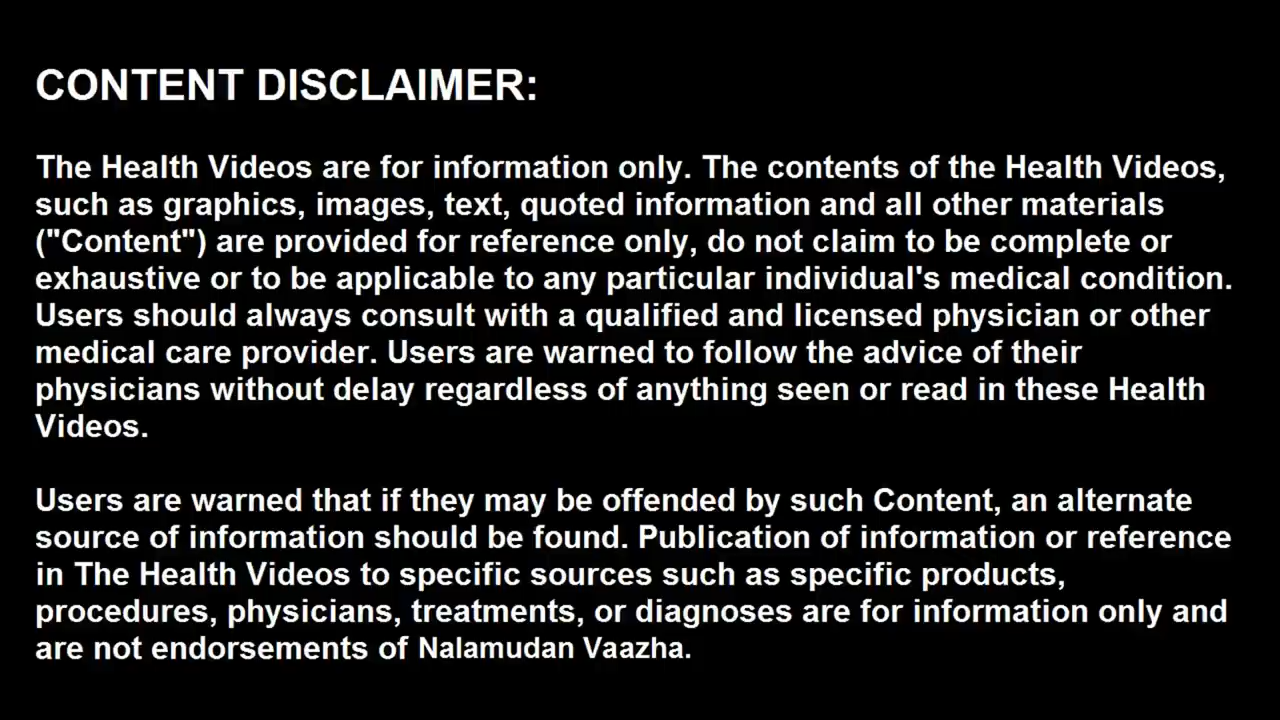 CONTENT DISCLAIMER:
The Health Videos are for information only. The contents of the Health Videos,
such as graphics, images, text, quoted information and all other materials
("Content") are provided for reference only, do not claim to be complete or
exhaustive or to be applicable to any particular individual's medical condition.
Users should always consult with a qualified and licensed physician or other
medical care provider. Users are warned to follow the advice of their
physicians without delay regardless of anything seen or read in these Health
Videos.
Users are warned that if they may be offended by such Content, an alternate
source of information should be found. Publication of information or reference
in The Health Videos to specific sources such as specific products,
procedures, physicians, treatments, or diagnoses are for information only and
are not endorsements of Nalamudan Vaazha.